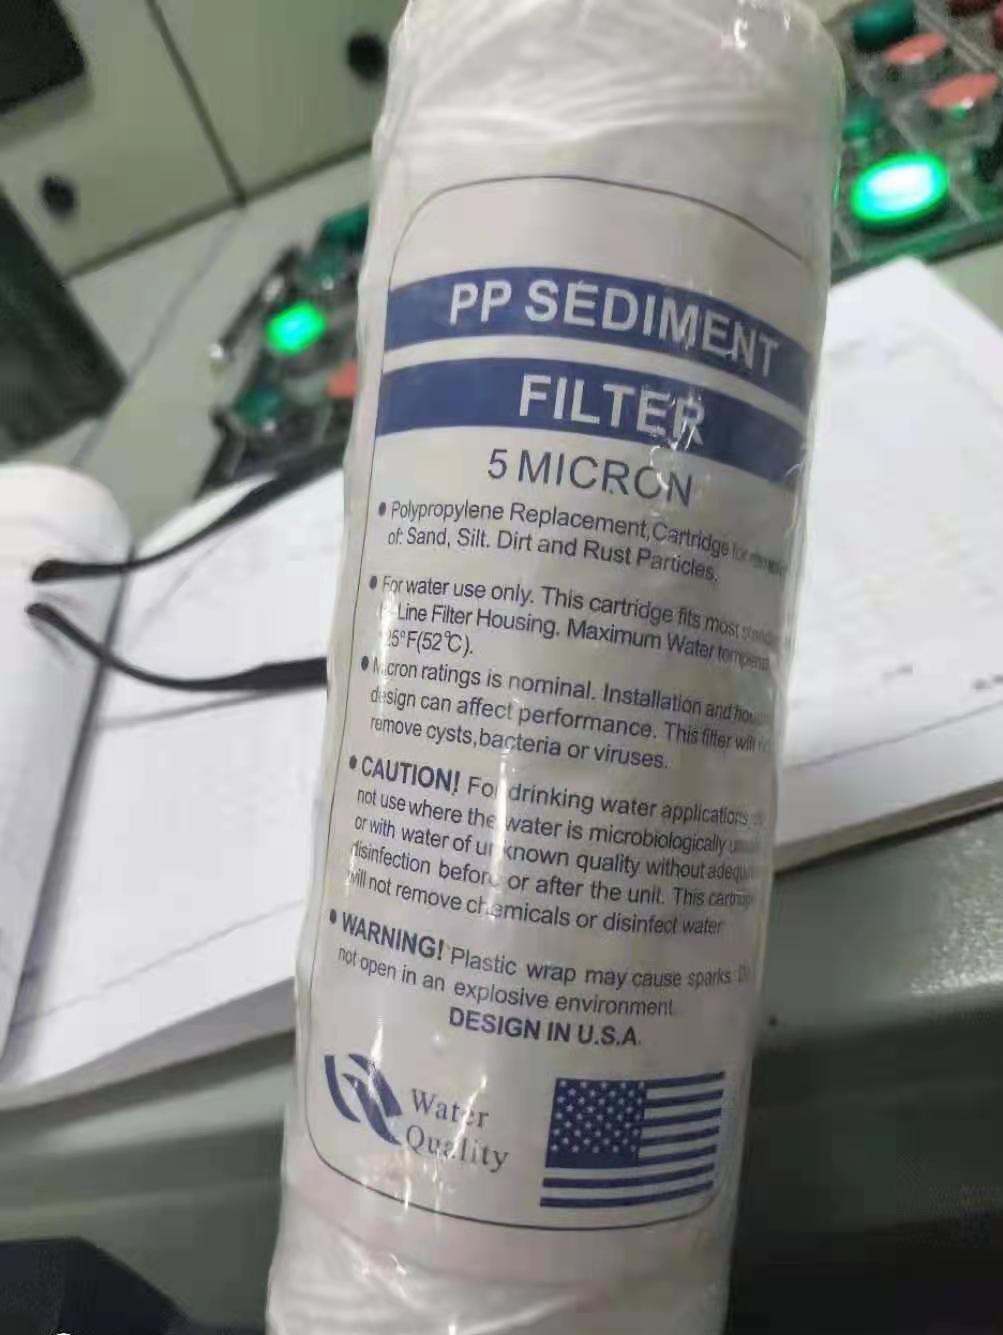 PP SEDIMENT
FILTER
5 MICRON
• Polypropylene Replacement, Cartridge for
of: Sand, Silt. Dirt and Rust Particles.
• For water use only. This cartridge fits most
-Line Filter Housing. Maximum Water
25°F(52°C).
• Micron ratings is nominal. Installation and
design can affect performance. This filter will
remove cysts,bacteria or viruses.
• CAUTION! For drinking water applications,
not use where the water is microbiologically
or with water of unknown quality without
disinfection before or after the unit. This
will not remove chemicals or disinfect water
• WARNING! Plastic wrap may cause sparks.
not open in an explosive environment.
DESIGN IN U.S.A.
Water
Quality